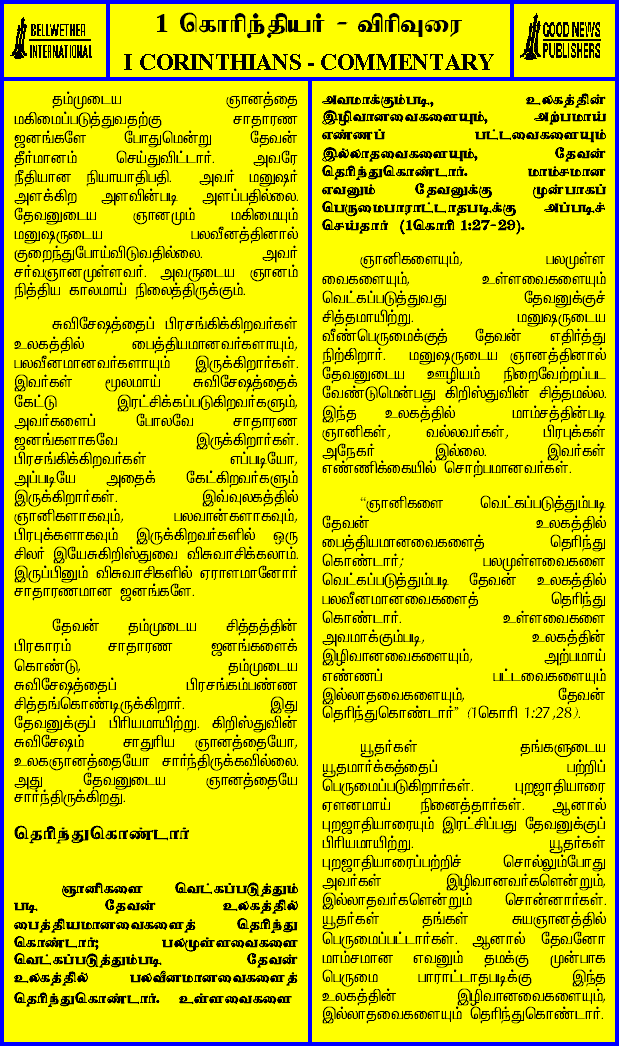 BELLWETHER
INTERNATIONAL
1 கொரிந்தியர் - விரிவுரை
I CORINTHIANS - COMMENTARY
GOOD NEWS
PUBLISHERS
தம்முடைய ஞானத்தை
மகிமைப்படுத்துவதற்கு சாதாரண
ஜனங்களே போதுமென்று தேவன்
தீர்மானம் செய்துவிட்டார். அவரே
நீதியான நியாயாதிபதி. அவர் மனுஷர்
அளக்கிற அளவின்படி அளப்பதில்லை.
தேவனுடைய ஞானமும் மகிமையும்
மனுஷருடைய பலவீனத்தினால்
குறைந்துபோய்விடுவதில்லை. அவர்
சர்வஞானமுள்ளவர். அவருடைய ஞானம்
நித்திய காலமாய் நிலைத்திருக்கும்.
சுவிசேஷத்தைப் பிரசங்கிக்கிறவர்கள்
உலகத்தில் பைத்தியமானவர்களாயும்,
பலவீனமானவர்களாயும் இருக்கிறார்கள்.
இவர்கள் மூலமாய் சுவிசேஷத்தைக்
கேட்டு இரட்சிக்கப்படுகிறவர்களும்,
அவர்களைப் போலவே சாதாரண
ஜனங்களாகவே இருக்கிறார்கள்.
பிரசங்கிக்கிறவர்கள் எப்படியோ,
அப்படியே அதைக் கேட்கிறவர்களும்
இருக்கிறார்கள். இவ்வுலகத்தில்
ஞானிகளாகவும், பலவான்களாகவும்,
பிரபுக்களாகவும் இருக்கிறவர்களில் ஒரு
சிலர் இயேசுகிறிஸ்துவை விசுவாசிக்கலாம்.
இருப்பினும் விசுவாசிகளில் ஏராளமானோர்
சாதாரணமான ஜனங்களே.
தேவன் தம்முடைய சித்தத்தின்
பிரகாரம் சாதாரண ஜனங்களைக்
கொண்டு, தம்முடைய
சுவிசேஷத்தைப் பிரசங்கம்பண்ண
சித்தங்கொண்டிருக்கிறார். இது
தேவனுக்குப் பிரியமாயிற்று. கிறிஸ்துவின்
சுவிசேஷம் சாதுரிய ஞானத்தையோ,
உலகஞானத்தையோ சார்ந்திருக்கவில்லை.
அது தேவனுடைய ஞானத்தையே
சார்ந்திருக்கிறது.
தெரிந்துகொண்டார்
ஞானிகளை வெட்கப்படுத்தும்
படி தேவன் உலகத்தில்
பைத்தியமானவைகளைத் தெரிந்து
கொண்டார்; பலமுள்ளவைகளை
வெட்கப்படுத்தும்படி தேவன்
உலகத்தில் பலவீனமானவைகளைத்
தெரிந்துகொண்டார். உள்ளவைகளை
அவமாக்கும்படி, உலகத்தின்
இழிவானவைகளையும், அற்பமாய்
எண்ணப் பட்டவைகளையும்
இல்லாதவைகளையும், தேவன்
தெரிந்துகொண்டார். மாம்சமான
எவனும் தேவனுக்கு முன்பாகப்
பெருமைபாராட்டாதபடிக்கு அப்படிச்
செய்தார் (1கொரி 1:27-29).
ஞானிகளையும், பலமுள்ள
வைகளையும், உள்ளவைகளையும்
வெட்கப்படுத்துவது தேவனுக்குச்
சித்தமாயிற்று. மனுஷருடைய
வீண்பெருமைக்குத் தேவன் எதிர்த்து
நிற்கிறார். மனுஷருடைய ஞானத்தினால்
தேவனுடைய ஊழியம் நிறைவேற்றப்பட
வேண்டுமென்பது கிறிஸ்துவின் சித்தமல்ல.
இந்த உலகத்தில் மாம்சத்தின்படி
ஞானிகள், வல்லவர்கள், பிரபுக்கள்
அநேகர் இல்லை. இவர்கள்
எண்ணிக்கையில் சொற்பமானவர்கள்.
“ஞானிகளை வெட்கப்படுத்தும்படி
தேவன் உலகத்தில்
பைத்தியமானவைகளைத் தெரிந்து
கொண்டார்; பலமுள்ளவைகளை
வெட்கப்படுத்தும்படி தேவன் உலகத்தில்
பலவீனமானவைகளைத் தெரிந்து
கொண்டார். உள்ளவைகளை
அவமாக்கும்படி, உலகத்தின்
இழிவானவைகளையும், அற்பமாய்
எண்ணப் பட்டவைகளையும்
இல்லாதவைகளையும், தேவன்
தெரிந்துகொண்டார்” (1கொரி 1:27,28).
யூதர்கள் தங்களுடைய
யூதமார்க்கத்தைப் பற்றிப்
பெருமைப்படுகிறார்கள். புறஜாதியாரை
ஏளனமாய் நினைத்தார்கள். ஆனால்
புறஜாதியாரையும் இரட்சிப்பது தேவனுக்குப்
பிரியமாயிற்று. யூதர்கள்
புறஜாதியாரைப்பற்றிச் சொல்லும்போது
அவர்கள் இழிவானவர்களென்றும்,
இல்லாதவர்களென்றும் சொன்னார்கள்.
யூதர்கள் தங்கள் சுயஞானத்தில்
பெருமைப்பட்டார்கள். ஆனால் தேவனோ
மாம்சமான எவனும் தமக்கு முன்பாக
பெருமை பாராட்டாதபடிக்கு இந்த
உலகத்தின் இழிவானவைகளையும்,
இல்லாதவைகளையும் தெரிந்துகொண்டார்.